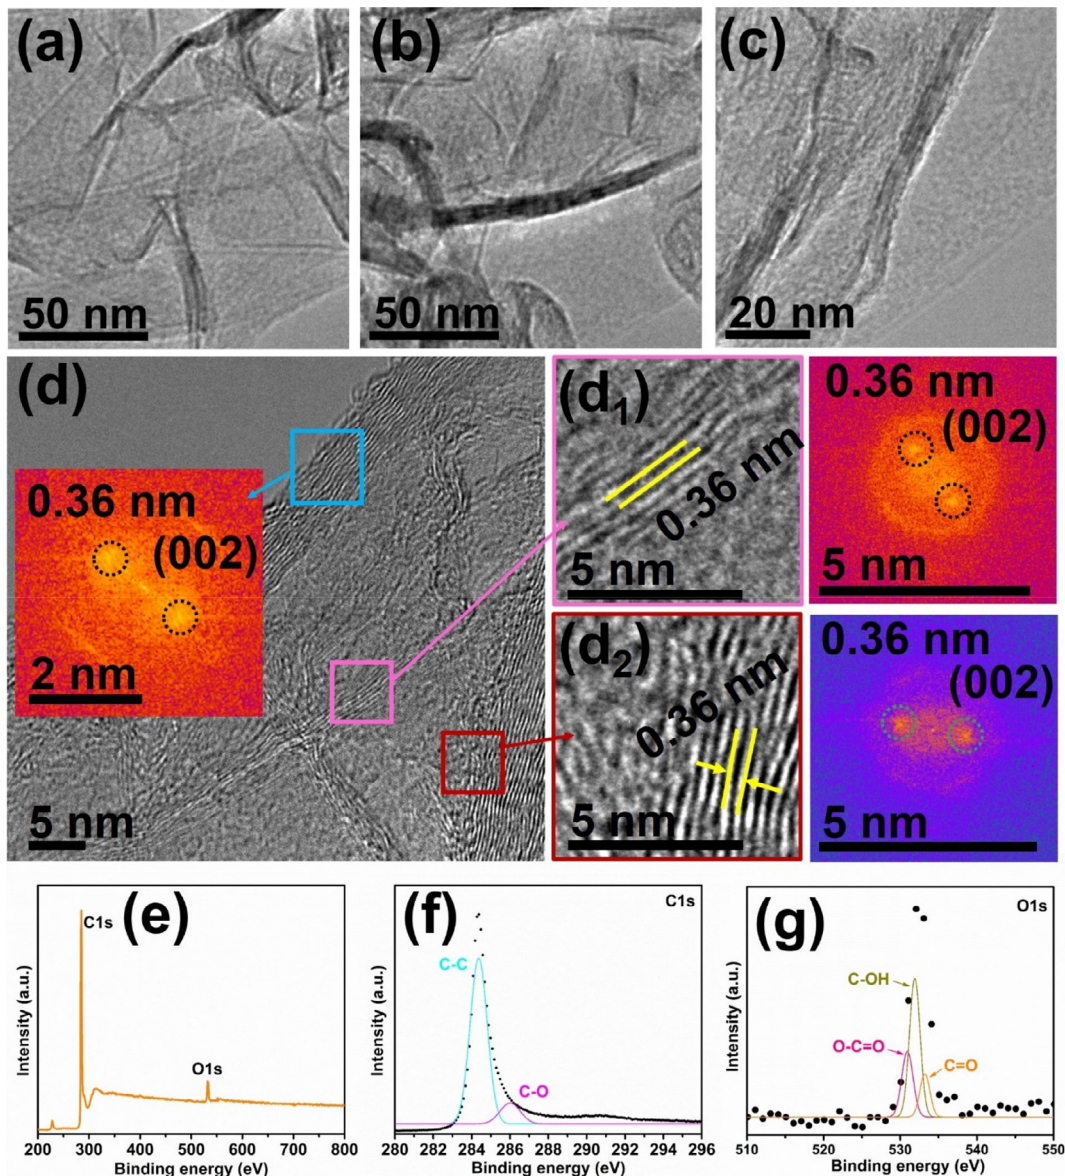 (a)
50 nm
(b)
50 nm
(c)
20 nm
(d)
0.36 nm
(002)
2 nm
5 nm
(d1)
0.36 nm
5 nm
0.36 nm
(002)
5 nm
(d2)
0.36 nm
5 nm
0.36 nm
(002)
5 nm
(e)
C1s
O1s
Intensity (a.u.)
200 300 400 500 600 700 800
Binding energy (eV)
(f)
C1s
C-C
C-O
Intensity (a.u.)
280 282 284 286 288 290 292 294 296
Binding energy (eV)
(g)
O1s
C-OH
O-C=O
C=O
Intensity (a.u.)
510 520 530 540 550
Binding energy (eV)